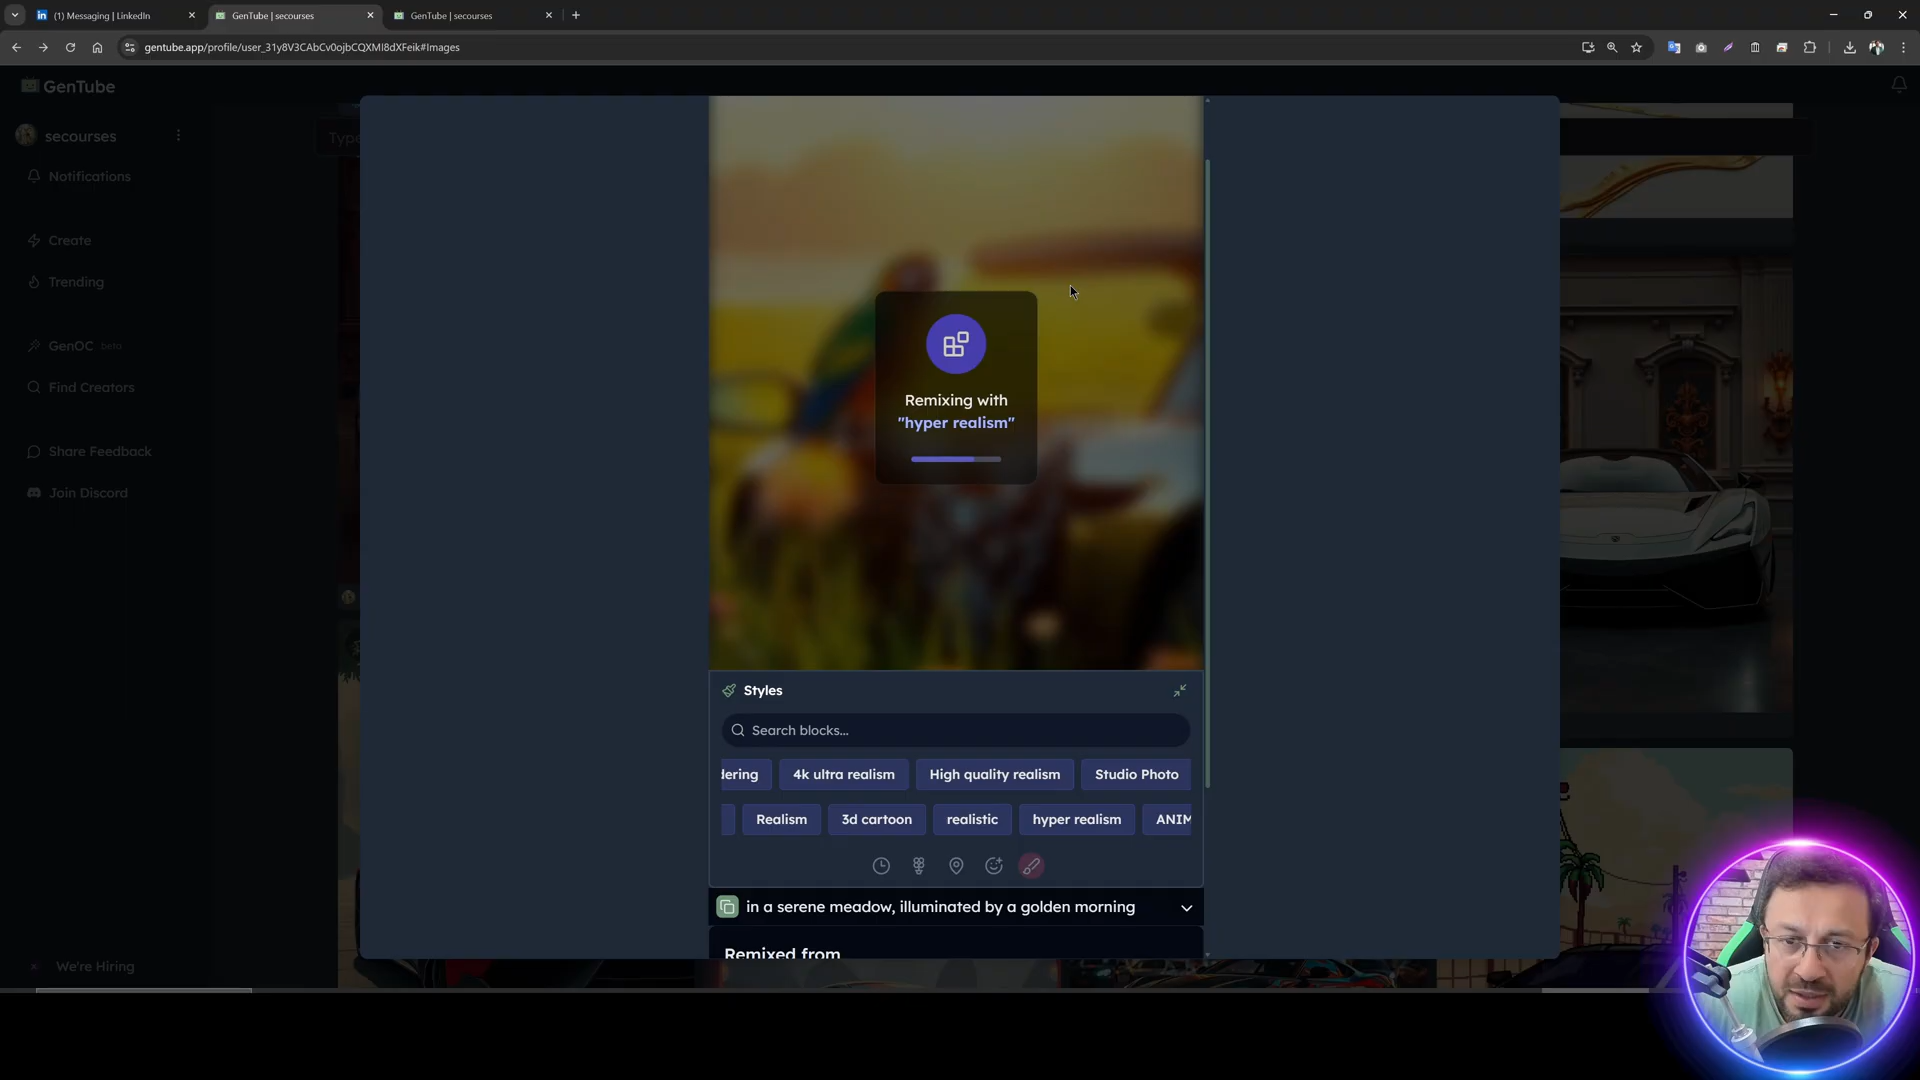 (1) Messaging | LinkedIn
GenTube | secourses
GenTube | secourses
gentube.app/profile/user_31y8V3CAbCv0ojbCQXMI8dXFeik#Images
GenTube
secourses
Type
Notifications
Create
Trending
GenOC beta
Find Creators
Share Feedback
Join Discord
We're Hiring
Remixing with
"hyper realism"
Styles
Search blocks...
dering
4k ultra realism
High quality realism
Studio Photo
Realism
3d cartoon
realistic
hyper realism
ANIM
in a serene meadow, illuminated by a golden morning
Remixed from